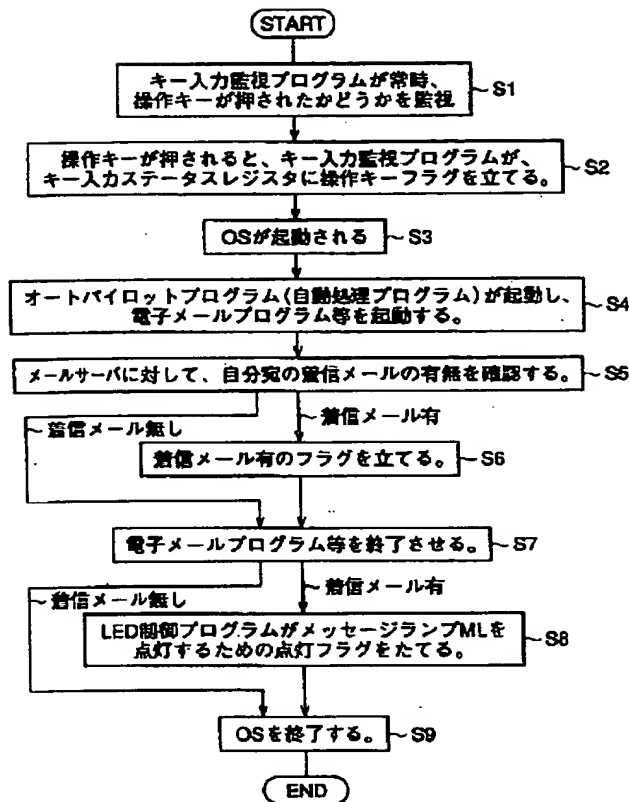 START
キー入力監視プログラムが常時、
操作キーが押されたかどうかを監視
S1
操作キーが押されると、キー入力監視プログラムが、
キー入力ステータスレジスタに操作キーフラグを立てる。
S2
OSが起動される
S3
オートパイロットプログラム(自動処理プログラム)が起動し、
電子メールプログラム等を起動する。
S4
メールサーバに対して、自分宛の着信メールの有無を確認する。
S5
着信メール無し
着信メール有
着信メール有のフラグを立てる。
S6
電子メールプログラム等を終了させる。
S7
着信メール無し
着信メール有
LED制御プログラムがメッセージランプMLを
点灯するための点灯フラグをたてる。
S8
OSを終了する。
S9
END